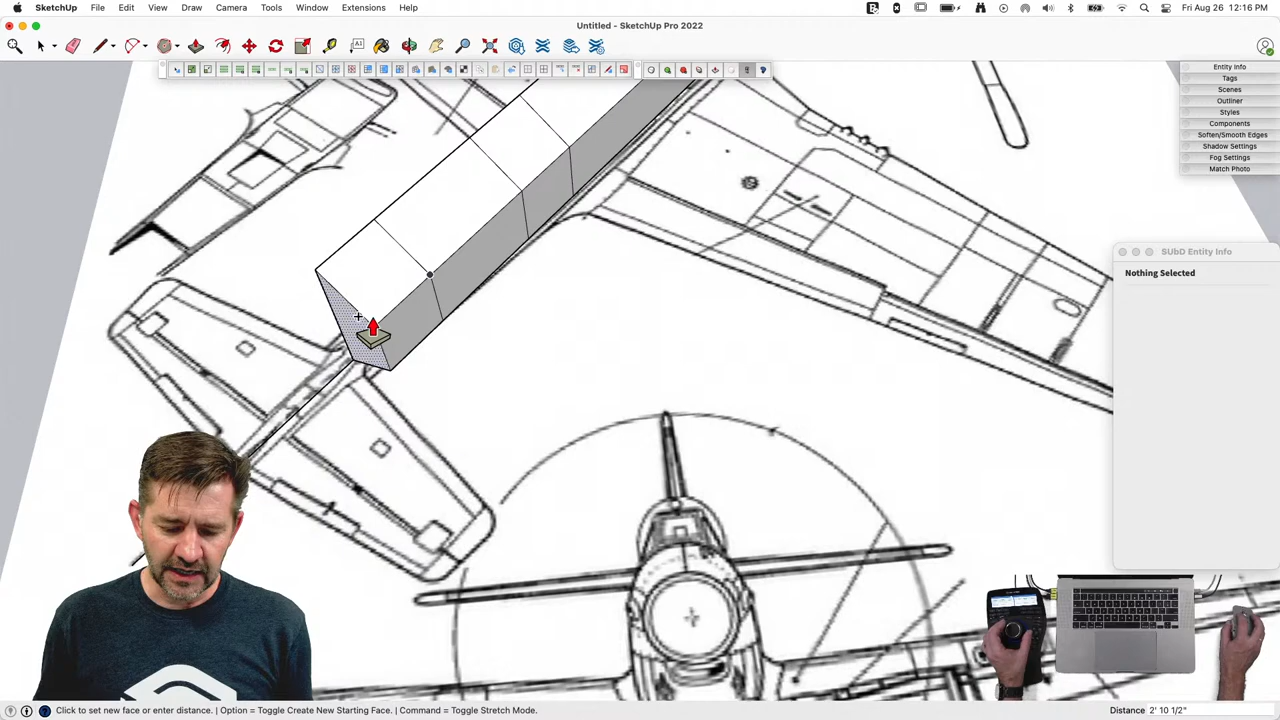 SketchUp File Edit View Draw Camera Tools Window Extensions Help
Fri Aug 26 12:16 PM
Untitled - SketchUp Pro 2022
Entity Info
Tags
Scenes
Outliner
Styles
Components
Soften/Smooth Edges
Shadow Settings
Fog Settings
Match Photo
SUbD Entity Info
Nothing Selected
Click to set new face or enter distance. | Option = Toggle Create New Starting Face. | Command = Toggle Stretch Mode.
Distance 2' 10 1/2"